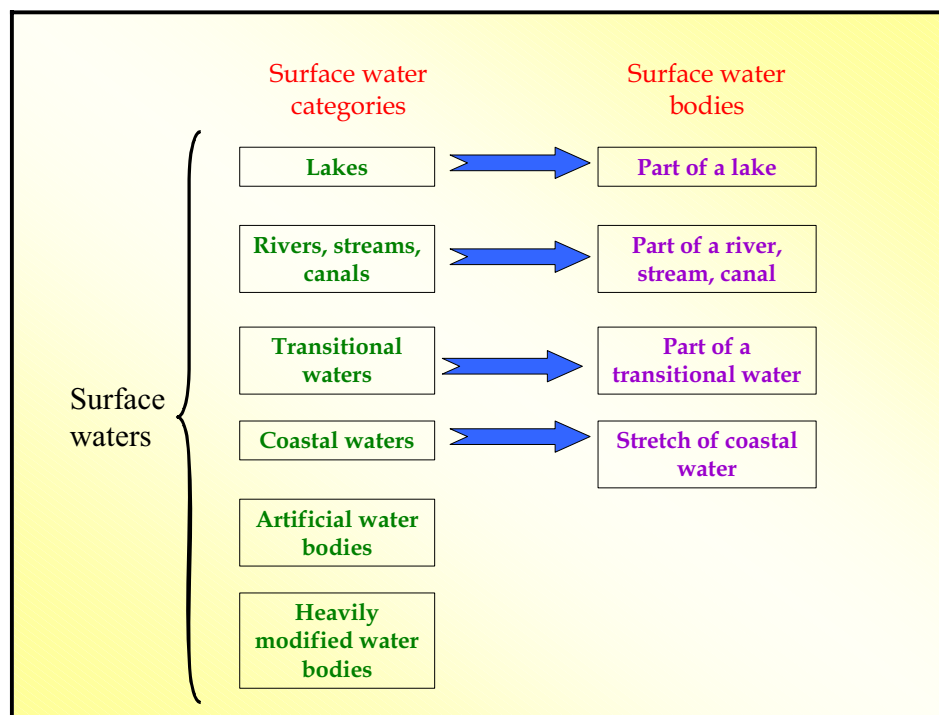 Surface water
categories
Surface water
bodies
Lakes
Part of a lake
Rivers, streams,
canals
Part of a river,
stream, canal
Transitional
waters
Part of a
transitional water
Surface
waters
Coastal waters
Stretch of coastal
water
Artificial water
bodies
Heavily
modified water
bodies